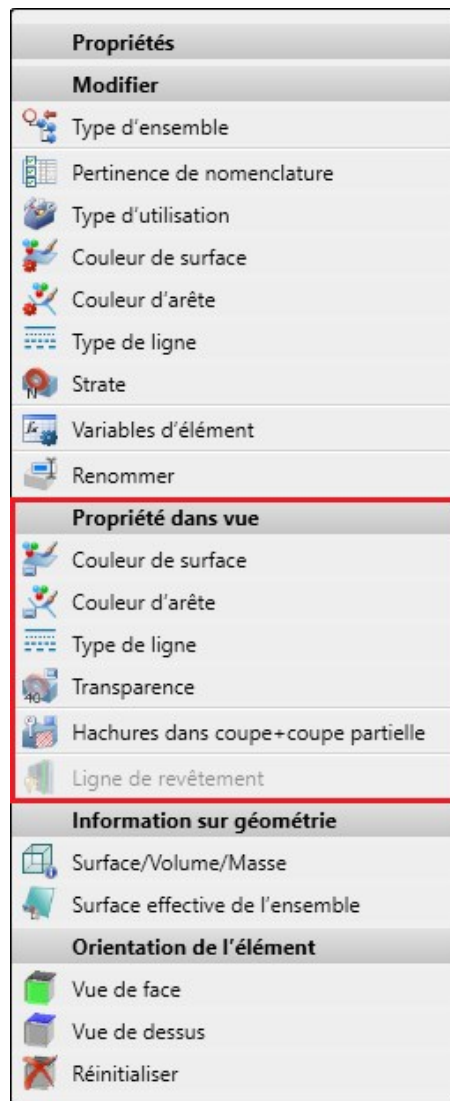 Propriétés
Modifier
Type d'ensemble
Pertinence de nomenclature
Type d'utilisation
Couleur de surface
Couleur d'arête
Type de ligne
N
Strate
fx
Variables d'élément
Renommer
Propriété dans vue
Couleur de surface
Couleur d'arête
Type de ligne
40
Transparence
Hachures dans coupe+coupe partielle
Ligne de revêtement
Information sur géométrie
Surface/Volume/Masse
Surface effective de l'ensemble
Orientation de l'élément
Vue de face
Vue de dessus
Réinitialiser